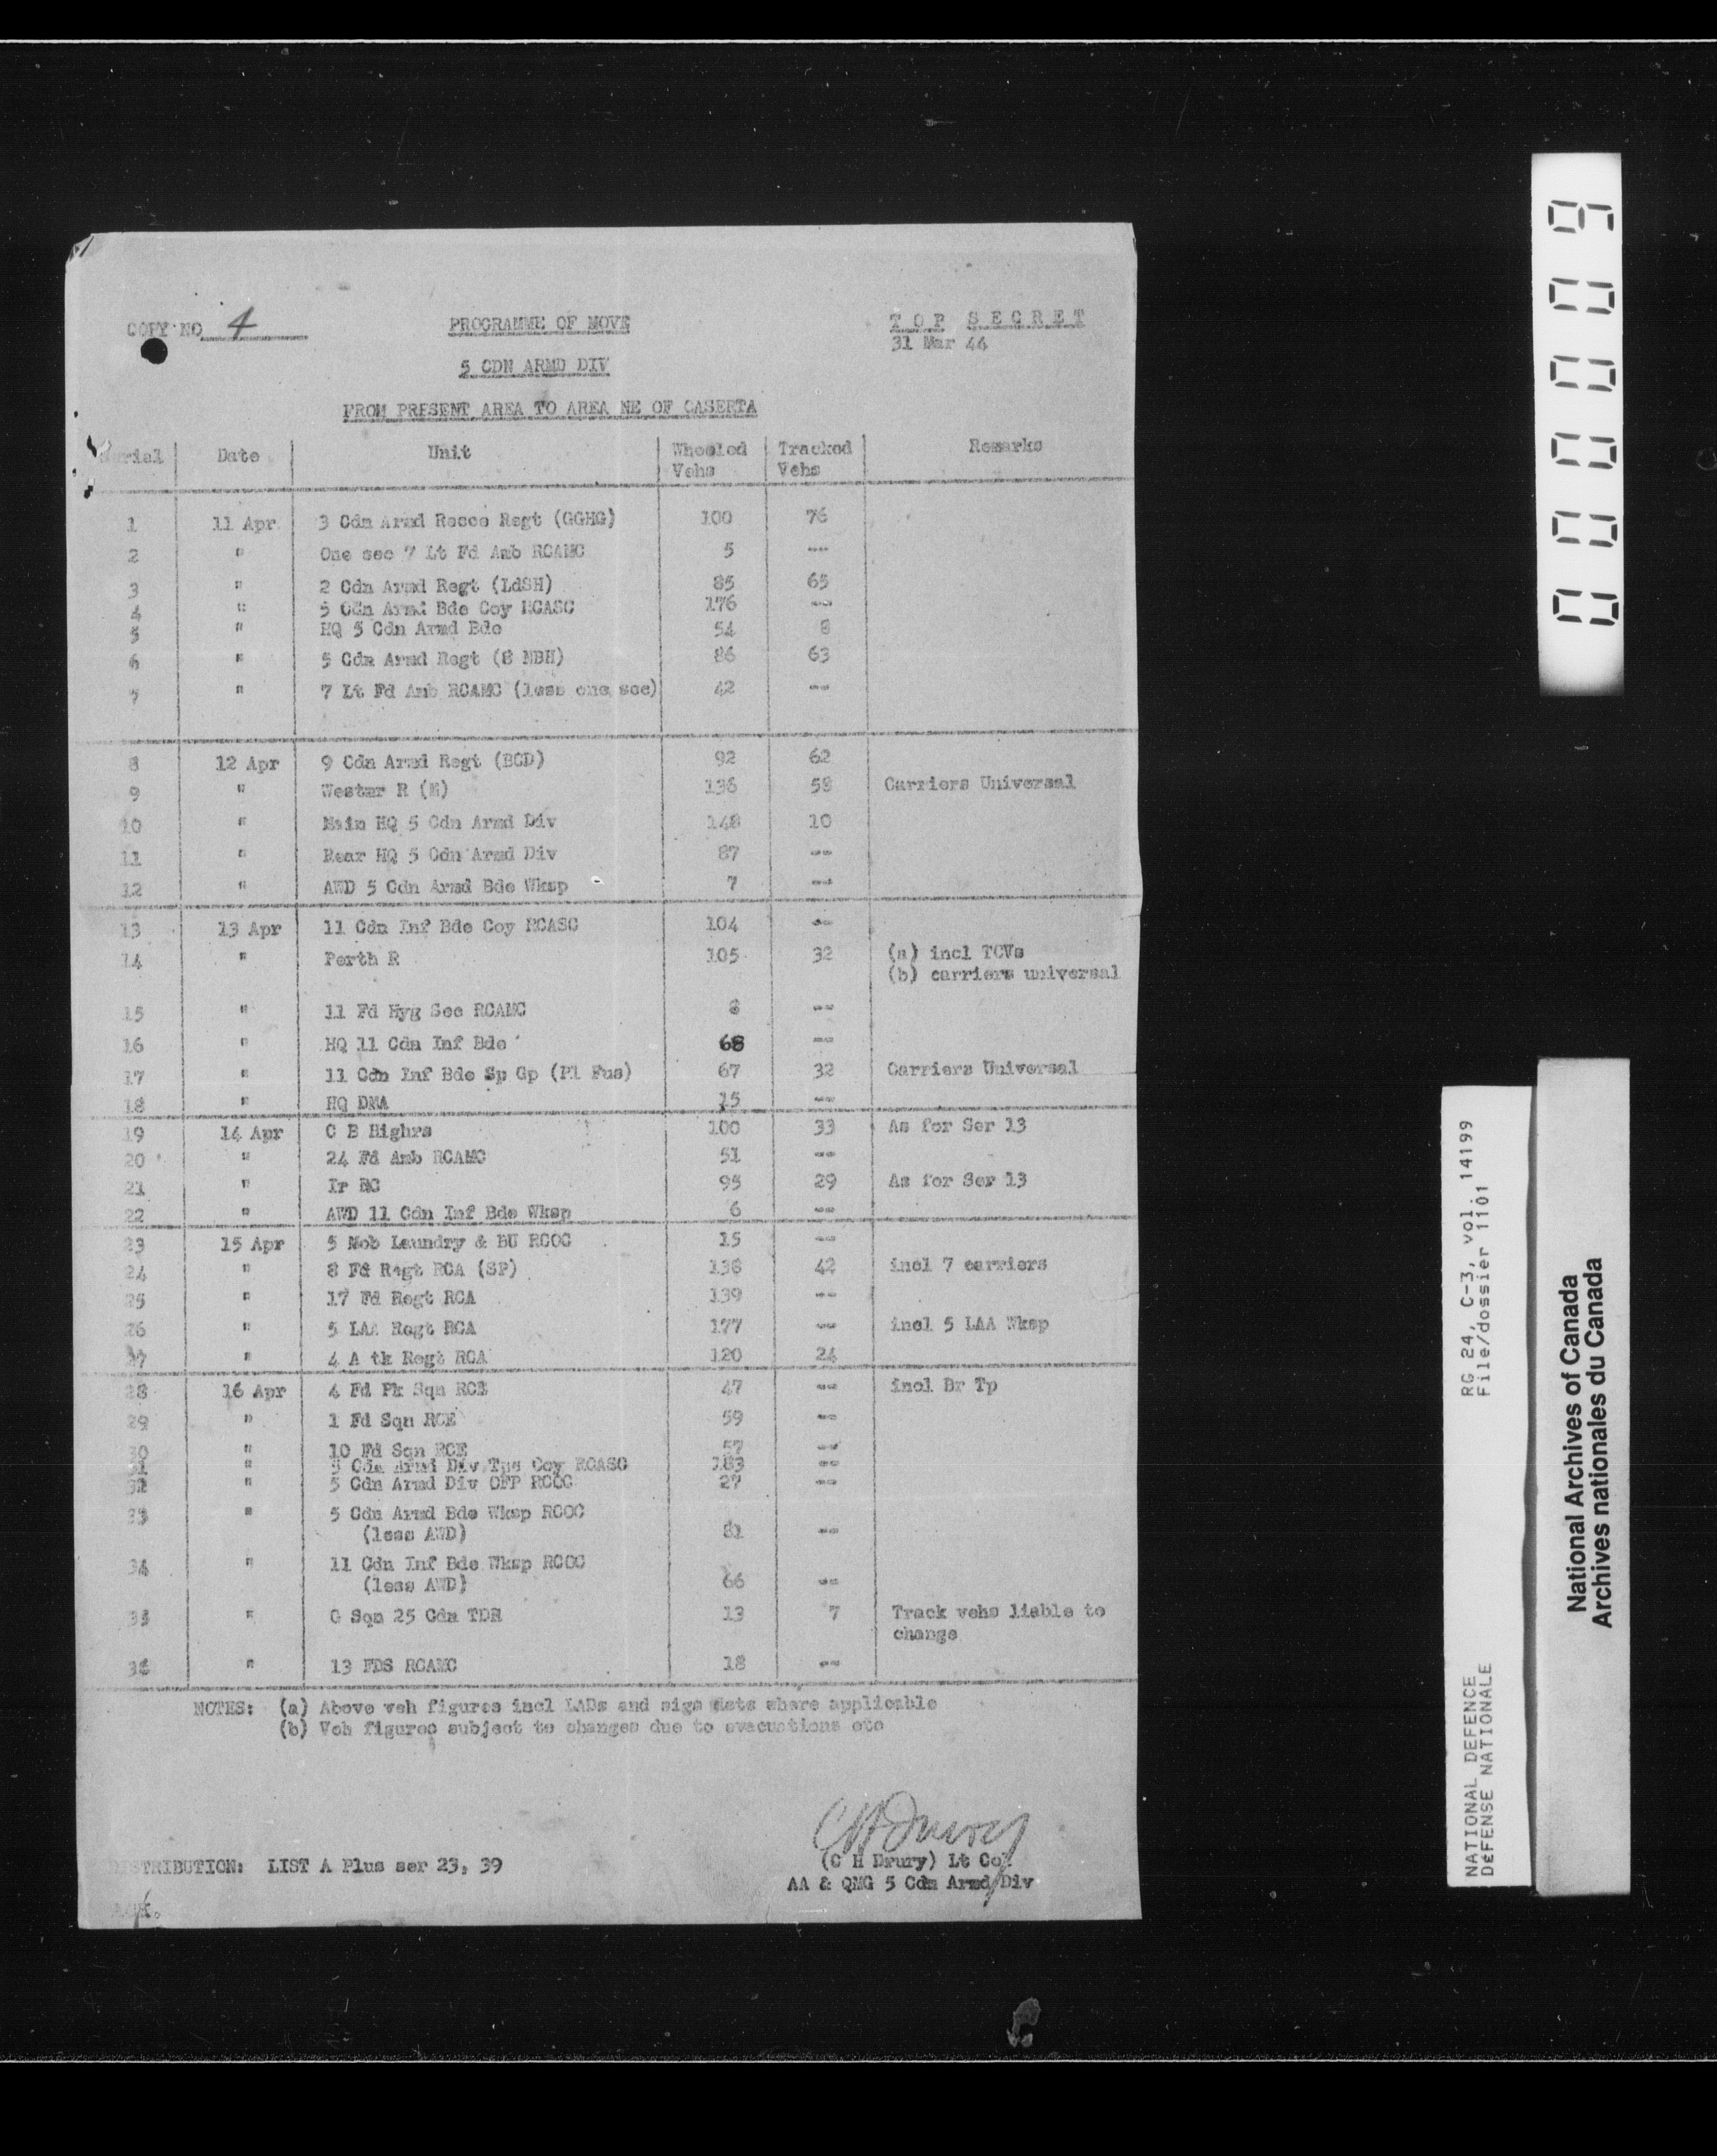 COPY NO 4
PROGRAMME OF MOVE
TOP SECRET
31 Mar 44
5 CDN ARMD DIV
FROM PRESENT AREA TO AREA NE OF CASERTA
Serial Date Unit Wheeled Vehs Tracked Vehs Remarks
1 11 Apr 3 Cdn Armd Recce Regt (GGHG) 100 76
2 " One sec 7 Lt Fd Amb RCAMC 5 --
3 " 2 Cdn Armd Regt (LdSH) 85 65
4 " 5 Cdn Armd Bde Coy RCASC 176 --
5 " HQ 5 Cdn Armd Bde 54 8
6 " 5 Cdn Armd Regt (8 NBH) 86 63
7 " 7 Lt Fd Amb RCAMC (less one sec) 42 --
8 12 Apr 9 Cdn Armd Regt (BCD) 92 62
9 " Westmr R (M) 136 58 Carriers Universal
10 " Main HQ 5 Cdn Armd Div 148 10
11 " Rear HQ 5 Cdn Armd Div 87 --
12 " AWD 5 Cdn Armd Bde Wksp 7 --
13 13 Apr 11 Cdn Inf Bde Coy RCASC 104 --
14 " Perth R 105 32 (a) incl TCVs
(b) carriers universal
15 " 11 Fd Hyg Sec RCAMC 8 --
16 " HQ 11 Cdn Inf Bde 68 --
17 " 11 Cdn Inf Bde Sp Gp (Pl Fus) 67 32 Carriers Universal
18 " HQ DMA 15 --
19 14 Apr C B Highrs 100 33 As for Ser 13
20 " 24 Fd Amb RCAMC 51 --
21 " Ir RC 95 29 As for Ser 13
22 " AWD 11 Cdn Inf Bde Wksp 6 --
23 15 Apr 5 Mob Laundry & BU RCOC 15 --
24 " 8 Fd Regt RCA (SP) 138 42 incl 7 carriers
25 " 17 Fd Regt RCA 139 --
26 " 5 LAA Regt RCA 177 -- incl 5 LAA Wksp
27 " 4 A tk Regt RCA 120 24
28 16 Apr 4 Fd Pk Sqn RCE 47 -- incl Br Tp
29 " 1 Fd Sqn RCE 59 --
30 " 10 Fd Sqn RCE 57 --
31 " 5 Cdn Armd Div Tps Coy RCASC 183 --
32 " 5 Cdn Armd Div OFP RCOC 27 --
33 " 5 Cdn Armd Bde Wksp RCOC
(less AWD) 81 --
34 " 11 Cdn Inf Bde Wksp RCOC
(less AWD) 66 --
35 " G Sqn 25 Cdn TDR 13 7 Track vehs liable to
change
36 " 13 FDS RCAMC 18 --
NOTES: (a) Above veh figures incl LADs and sigs dets where applicable
(b) Veh figures subject to changes due to evacuations etc
CHDrury
(C H Drury) Lt Col
AA & QMG 5 Cdn Armd Div
DISTRIBUTION: LIST A Plus ser 23, 39
00009
RG 24, C-3, vol. 14199
File/dossier 1101
NATIONAL DEFENCE
DÉFENSE NATIONALE
National Archives of Canada
Archives nationales du Canada